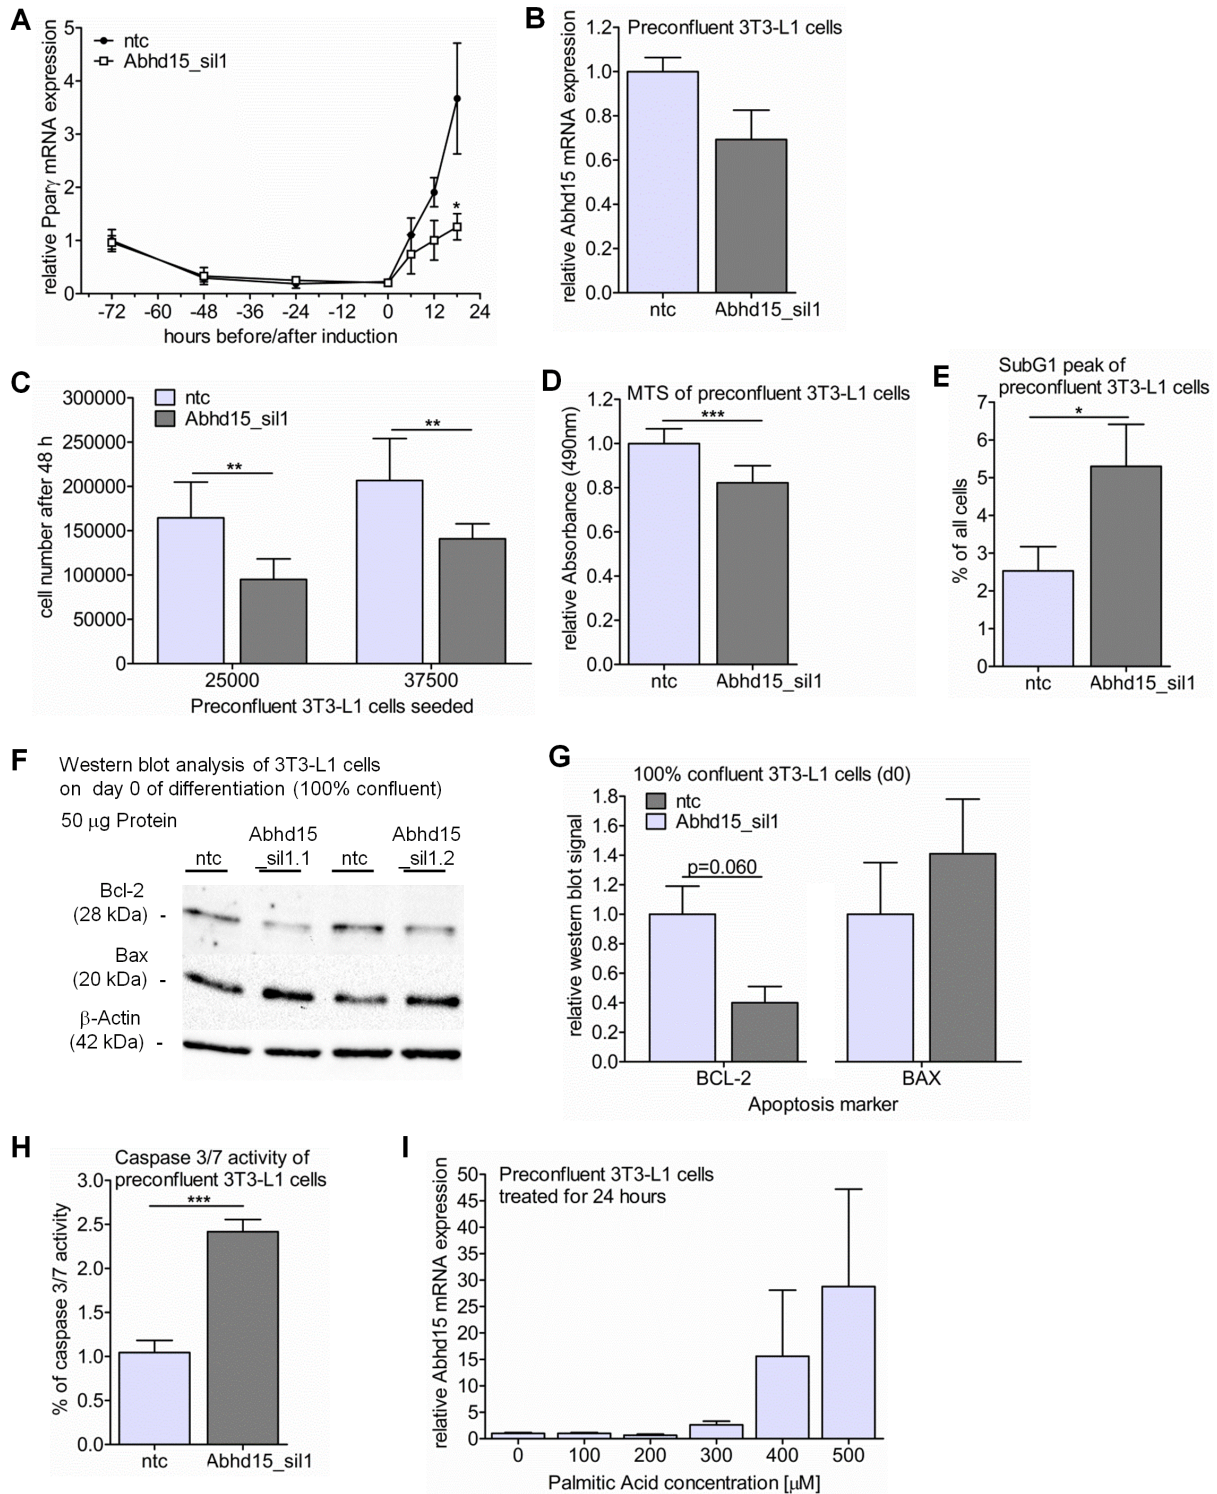 A
relative Pparγ mRNA expression
5
4
3
2
1
0
ntc
Abhd15_sil1
*
-72 -60 -48 -36 -24 -12 0 12 24
hours before/after induction
B
Preconfluent 3T3-L1 cells
relative Abhd15 mRNA expression
1.2
1.0
0.8
0.6
0.4
0.2
0.0
ntc Abhd15_sil1
C
cell number after 48 h
300000
250000
200000
150000
100000
50000
0
ntc
Abhd15_sil1
**
**
25000 37500
Preconfluent 3T3-L1 cells seeded
D
MTS of preconfluent 3T3-L1 cells
relative Absorbance (490nm)
1.2
1.0
0.8
0.6
0.4
0.2
0.0
***
ntc Abhd15_sil1
E
SubG1 peak of
preconfluent 3T3-L1 cells
% of all cells
7
6
5
4
3
2
1
0
*
ntc Abhd15_sil1
F
Western blot analysis of 3T3-L1 cells
on day 0 of differentiation (100% confluent)
50 μg Protein
ntc
Abhd15
_sil1.1
ntc
Abhd15
_sil1.2
Bcl-2
(28 kDa) -
Bax
(20 kDa) -
β-Actin
(42 kDa) -
G
100% confluent 3T3-L1 cells (d0)
relative western blot signal
1.8
1.6
1.4
1.2
1.0
0.8
0.6
0.4
0.2
0.0
ntc
Abhd15_sil1
p=0.060
BCL-2 BAX
Apoptosis marker
H
Caspase 3/7 activity of
preconfluent 3T3-L1 cells
% of caspase 3/7 activity
3.0
2.5
2.0
1.5
1.0
0.5
0.0
***
ntc Abhd15_sil1
I
Preconfluent 3T3-L1 cells
treated for 24 hours
relative Abhd15 mRNA expression
50
45
40
35
30
25
20
15
10
5
0
0 100 200 300 400 500
Palmitic Acid concentration [μM]